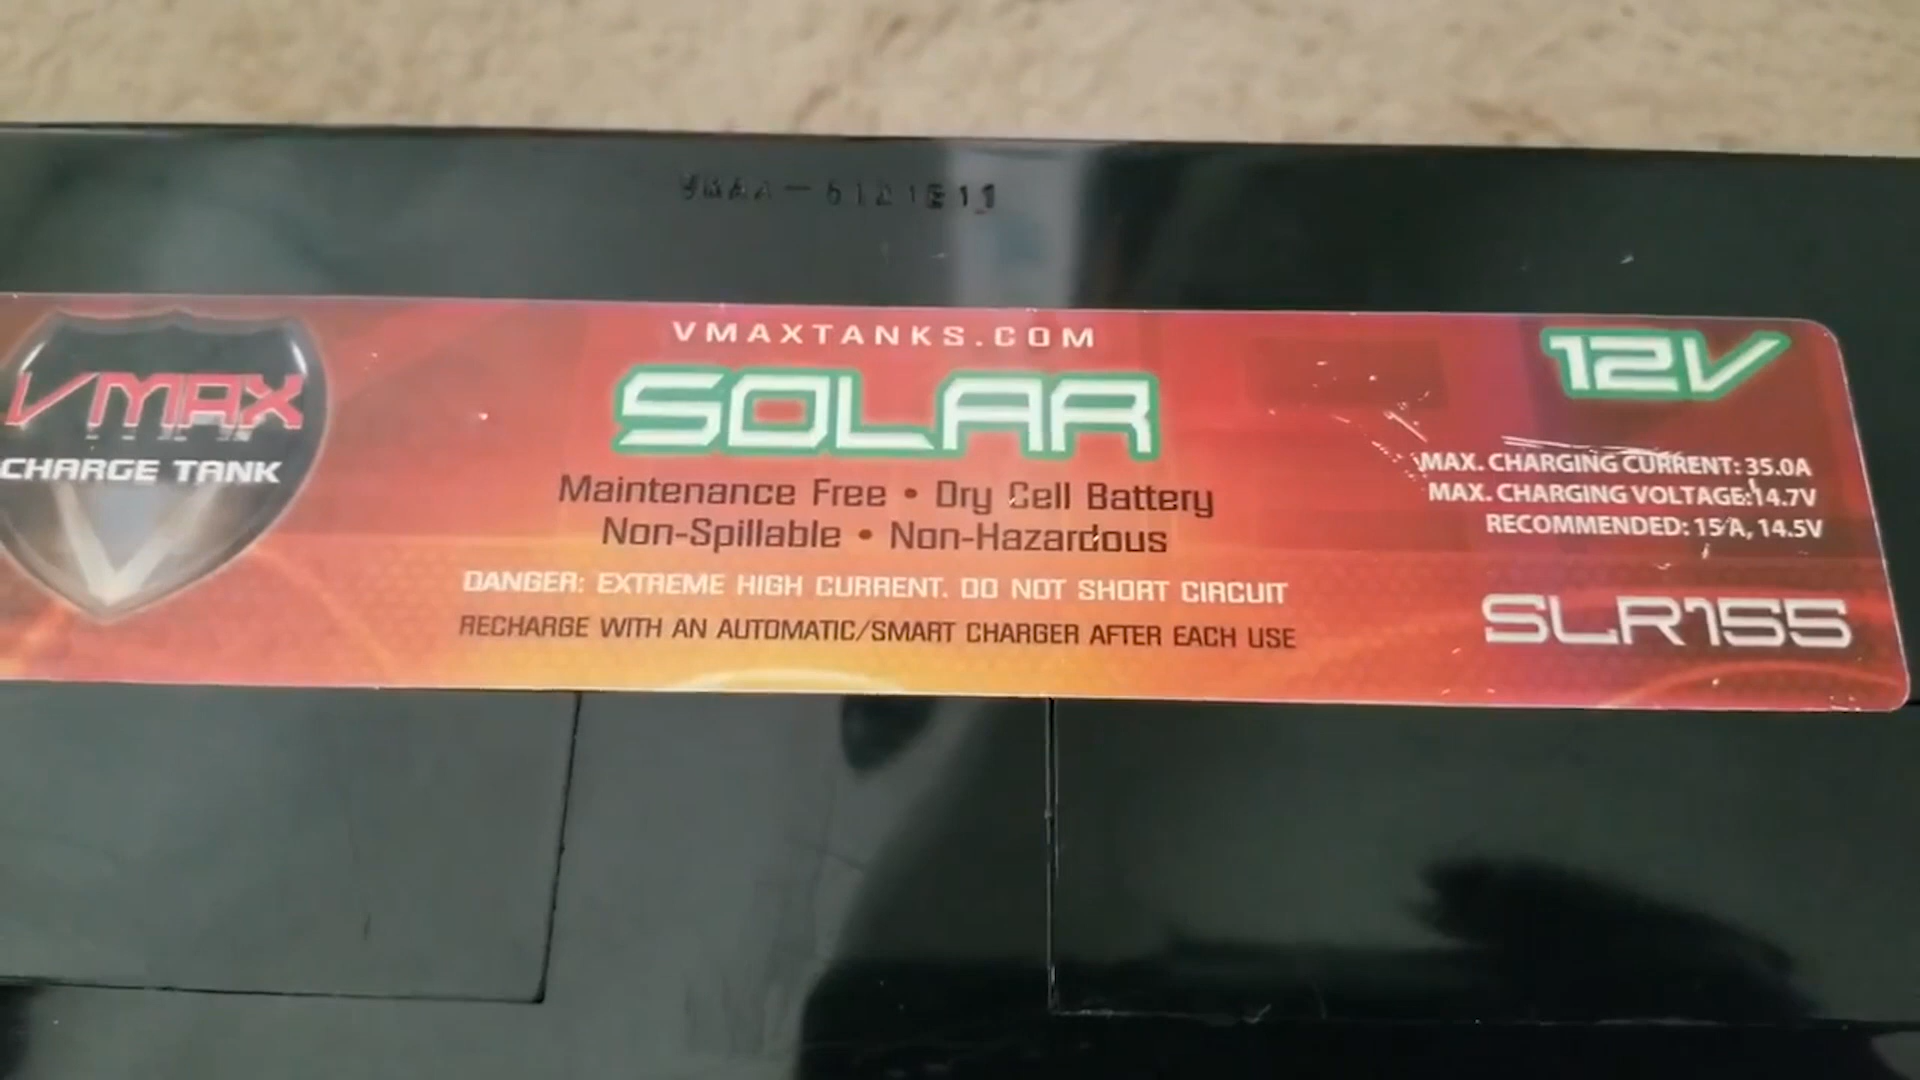 VMAX
CHARGE TANK
VMAXTANKS.COM
SOLAR
Maintenance Free • Dry Cell Battery
Non-Spillable • Non-Hazardous
DANGER: EXTREME HIGH CURRENT. DO NOT SHORT CIRCUIT
RECHARGE WITH AN AUTOMATIC/SMART CHARGER AFTER EACH USE
12V
MAX. CHARGING CURRENT: 35.0A
MAX. CHARGING VOLTAGE:14.7V
RECOMMENDED: 15 A, 14.5V
SLR155